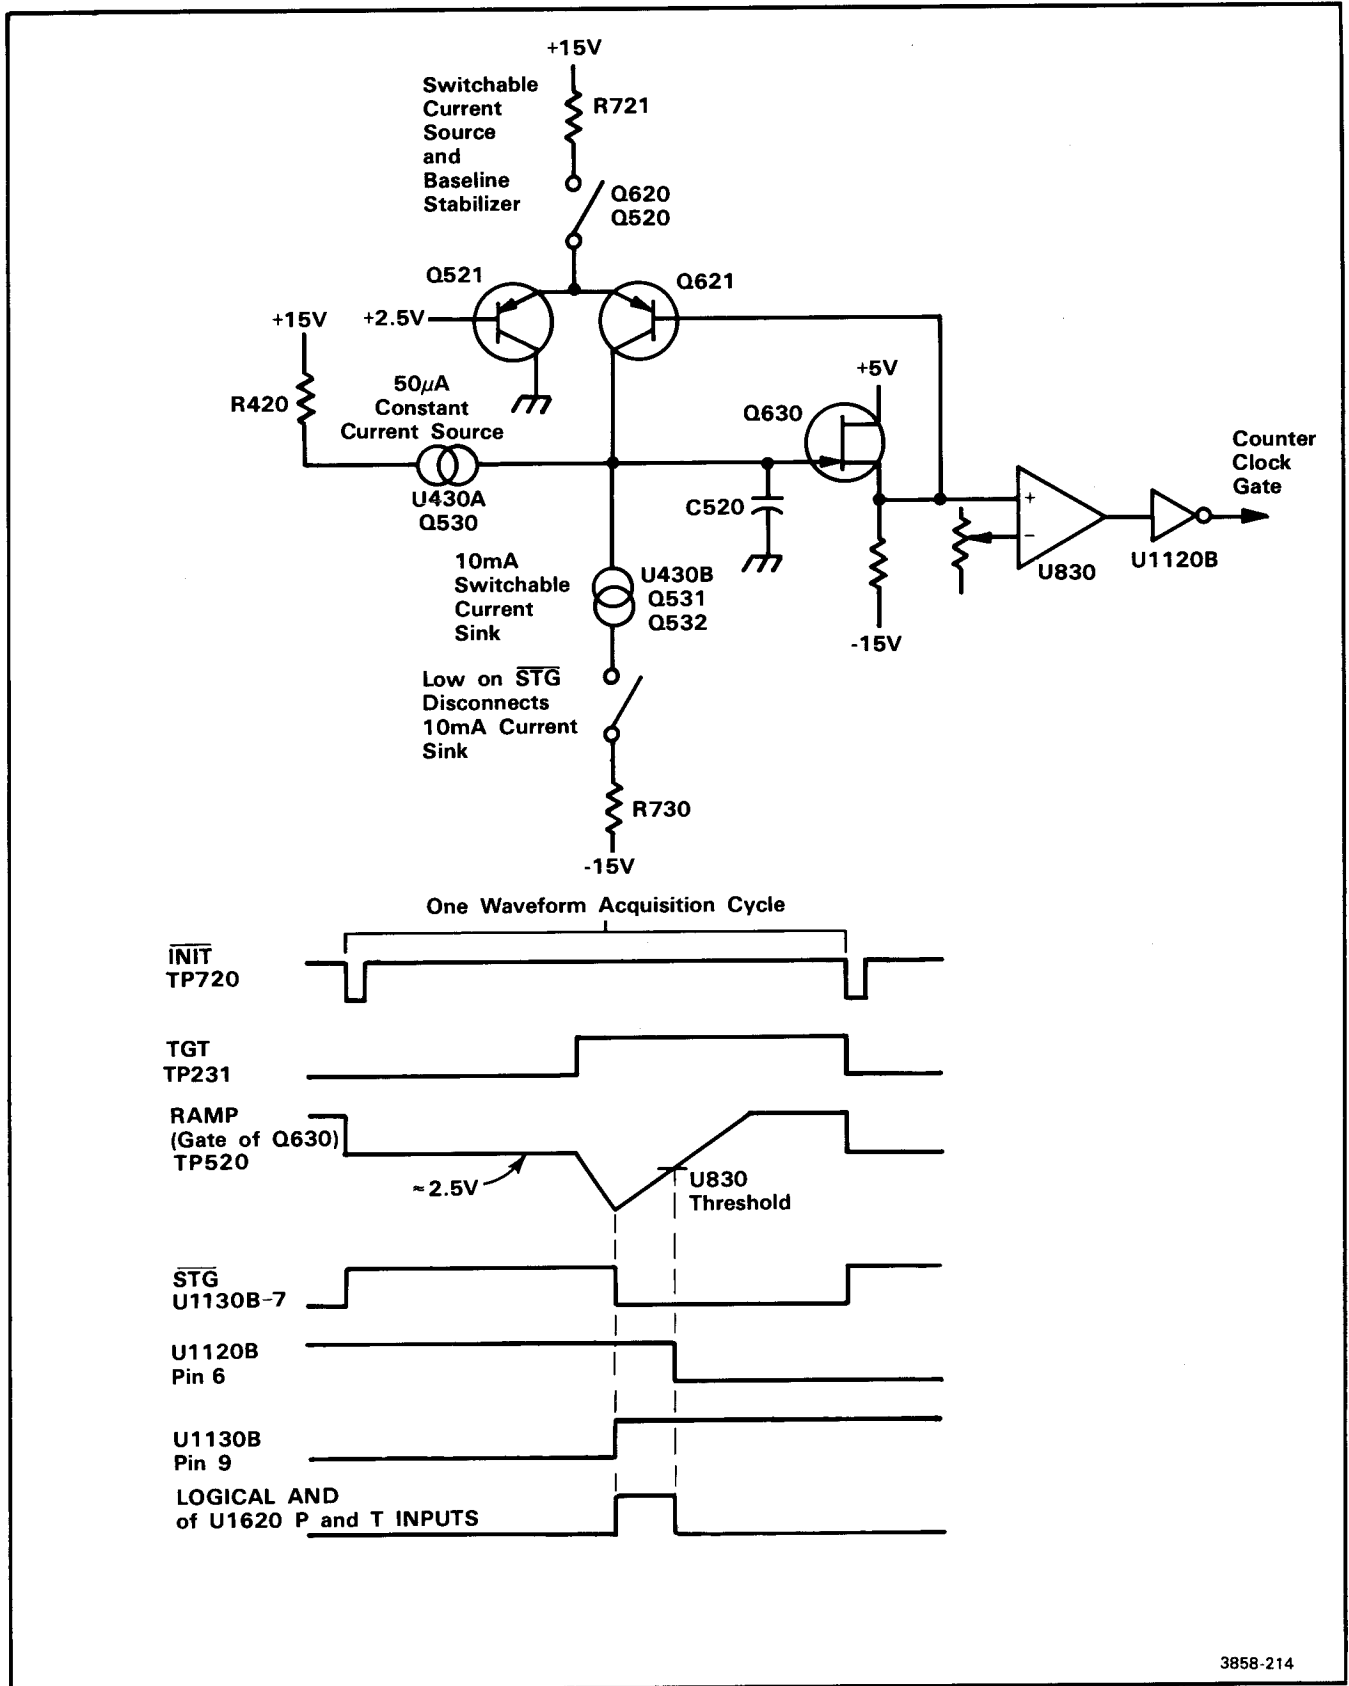 +15V
Switchable
Current
Source
and
Baseline
Stabilizer
R721
Q620
Q520
Q521
Q621
+15V
+2.5V
R420
50μA
Constant
Current Source
U430A
Q530
+5V
Q630
C520
Counter
Clock
Gate
+
-
U830
U1120B
-15V
10mA
Switchable
Current
Sink
U430B
Q531
Q532
Low on STG
Disconnects
10mA Current
Sink
R730
-15V
One Waveform Acquisition Cycle
INIT
TP720
TGT
TP231
RAMP
(Gate of Q630)
TP520
≈2.5V
U830
Threshold
STG
U1130B-7
U1120B
Pin 6
U1130B
Pin 9
LOGICAL AND
of U1620 P and T INPUTS
3858-214